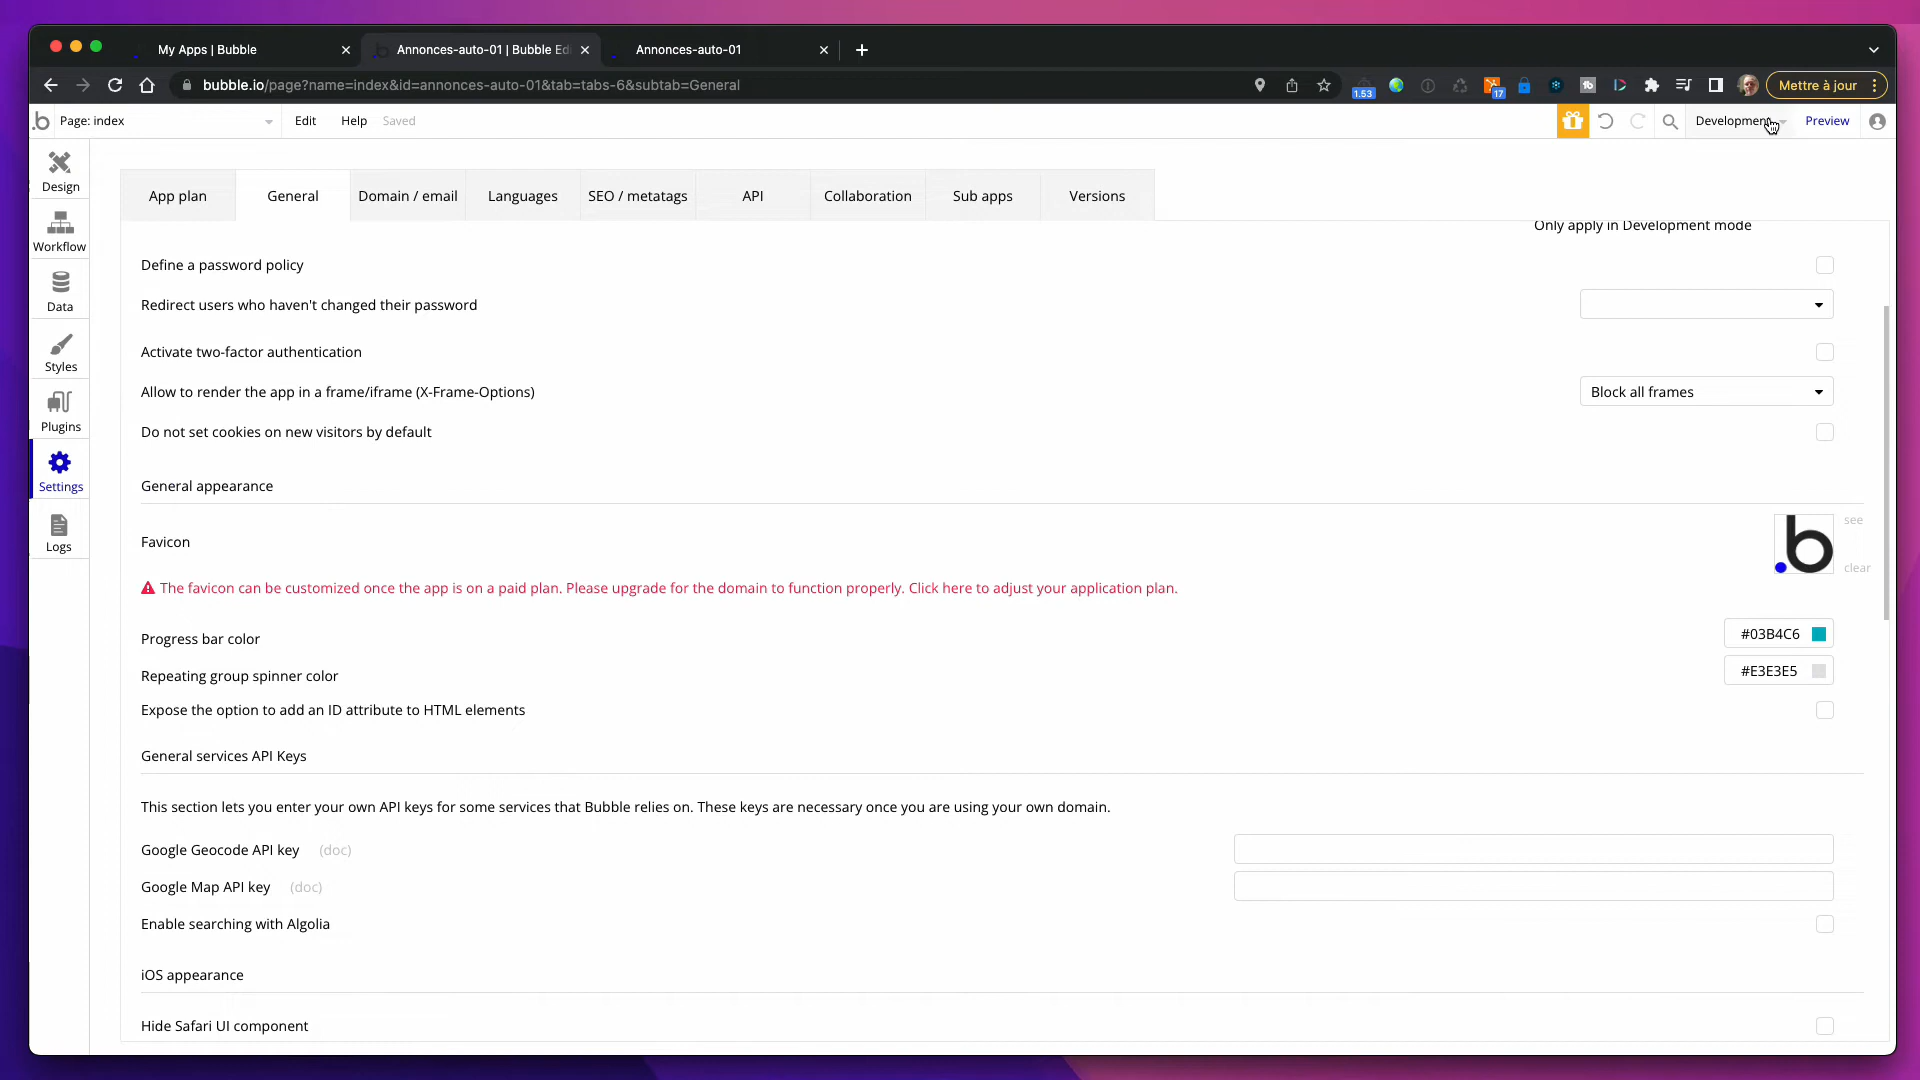 My Apps | Bubble
Annonces-auto-01 | Bubble Edi
Annonces-auto-01
bubble.io/page?name=index&id=annonces-auto-01&tab=tabs-6&subtab=General
1.53
17
Mettre à jour
Page: index
Edit
Help
Saved
Development
Preview
Design
Workflow
Data
Styles
Plugins
Settings
Logs
App plan
General
Domain / email
Languages
SEO / metatags
API
Collaboration
Sub apps
Versions
Only apply in Development mode
Define a password policy
Redirect users who haven't changed their password
Activate two-factor authentication
Allow to render the app in a frame/iframe (X-Frame-Options)
Block all frames
Do not set cookies on new visitors by default
General appearance
Favicon
see
clear
The favicon can be customized once the app is on a paid plan. Please upgrade for the domain to function properly. Click here to adjust your application plan.
Progress bar color
#03B4C6
Repeating group spinner color
#E3E3E5
Expose the option to add an ID attribute to HTML elements
General services API Keys
This section lets you enter your own API keys for some services that Bubble relies on. These keys are necessary once you are using your own domain.
Google Geocode API key (doc)
Google Map API key (doc)
Enable searching with Algolia
iOS appearance
Hide Safari UI component